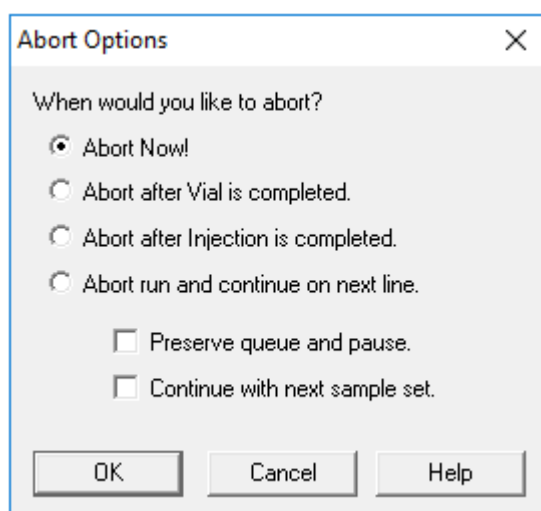 Abort Options
When would you like to abort?
Abort Now!
Abort after Vial is completed.
Abort after Injection is completed.
Abort run and continue on next line.
Preserve queue and pause.
Continue with next sample set.
OK Cancel Help